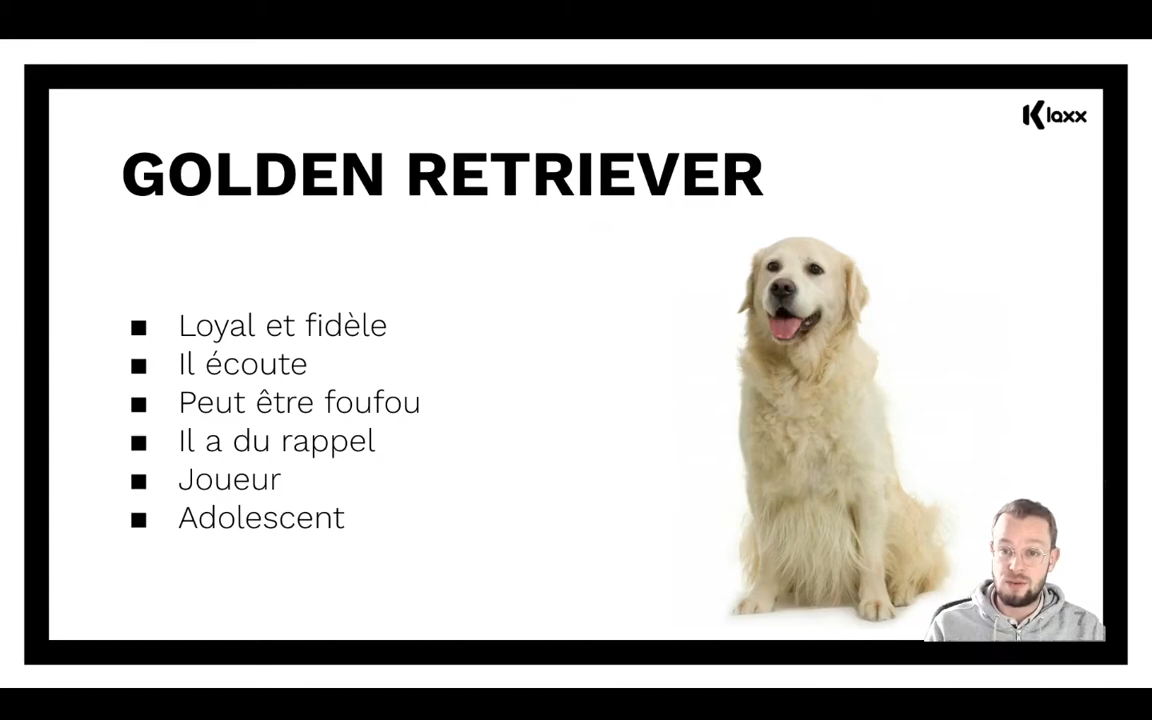 Klaxx
GOLDEN RETRIEVER
Loyal et fidèle
Il écoute
Peut être foufou
Il a du rappel
Joueur
Adolescent